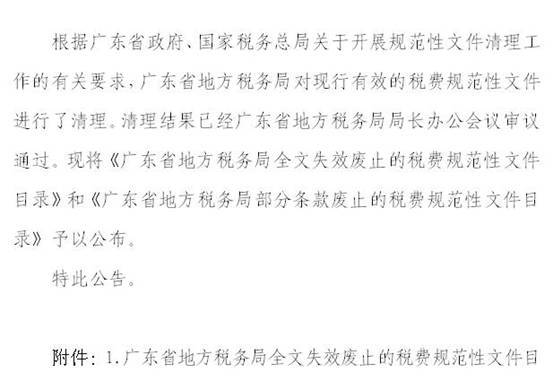 根据广东省政府、国家税务总局关于开展规范性文件清理工
作的有关要求，广东省地方税务局对现行有效的税费规范性文件
进行了清理。清理结果已经广东省地方税务局局长办公会议审议
通过。现将《广东省地方税务局全文失效废止的税费规范性文件
目录》和《广东省地方税务局部分条款废止的税费规范性文件目
录》予以公布。
特此公告。
附件：1.广东省地方税务局全文失效废止的税费规范性文件目